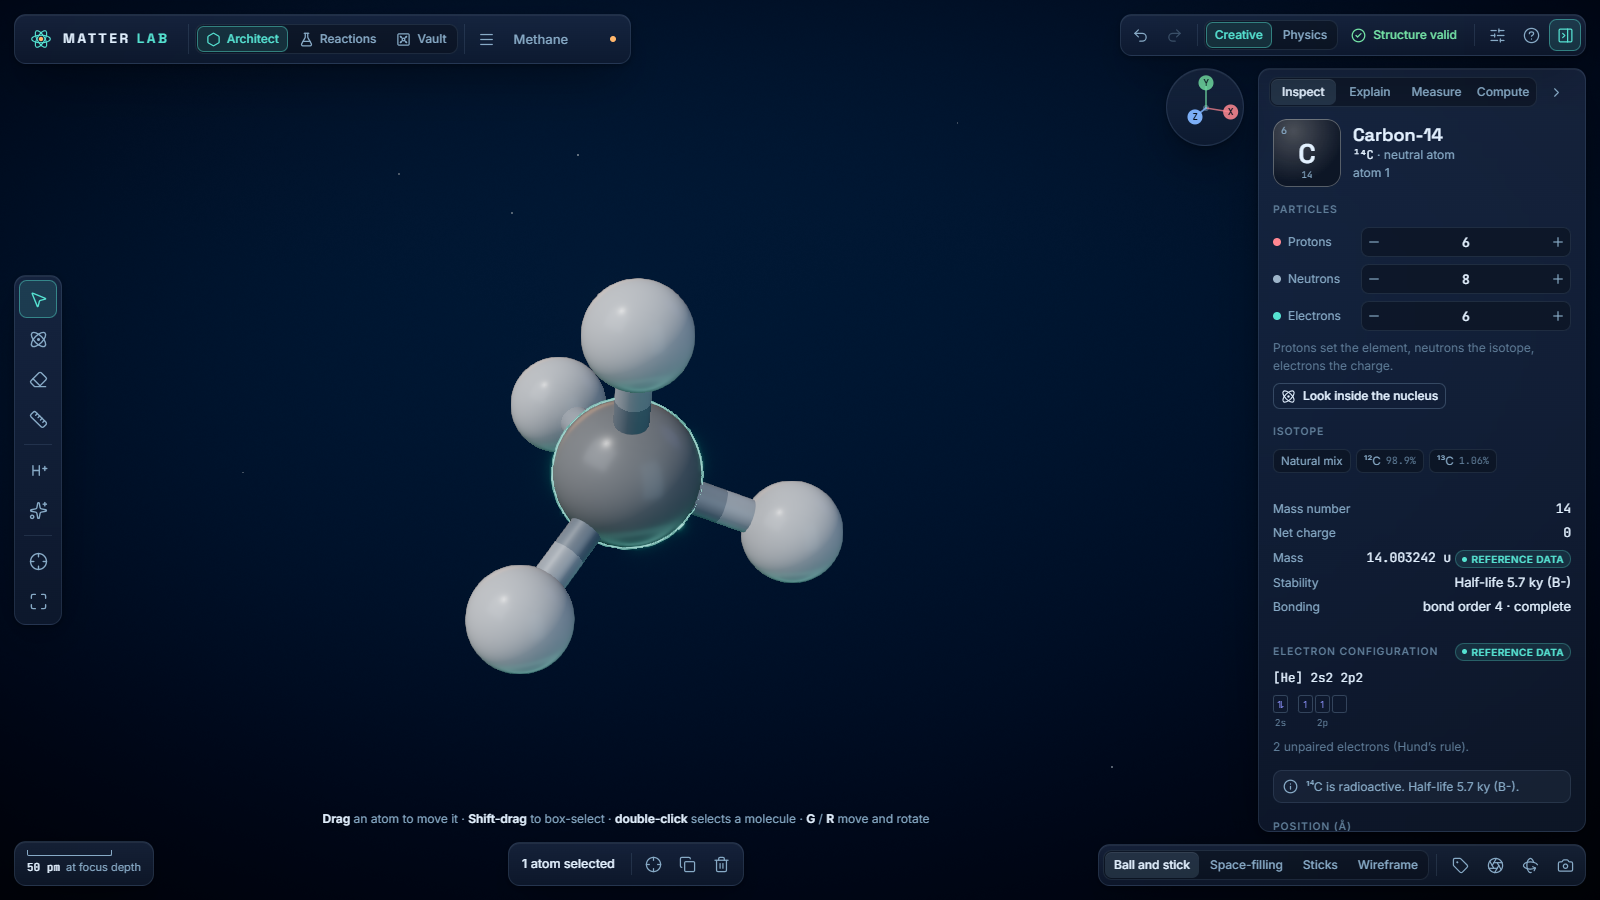 MATTER LAB
Architect
Reactions
Vault
Methane
Creative
Physics
Structure valid
Y
X
Z
Inspect
Explain
Measure
Compute
6
C
14
Carbon-14
¹⁴C · neutral atom
atom 1
PARTICLES
Protons
6
Neutrons
8
Electrons
6
Protons set the element, neutrons the isotope,
electrons the charge.
Look inside the nucleus
ISOTOPE
Natural mix
¹²C 98.9%
¹³C 1.06%
Mass number 14
Net charge 0
Mass 14.003242 u REFERENCE DATA
Stability Half-life 5.7 ky (B-)
Bonding bond order 4 · complete
ELECTRON CONFIGURATION REFERENCE DATA
[He] 2s2 2p2
⇅ 1 1
2s 2p
2 unpaired electrons (Hund's rule).
¹⁴C is radioactive. Half-life 5.7 ky (B-).
POSITION (Å)
H⁺
Drag an atom to move it · Shift-drag to box-select · double-click selects a molecule · G / R move and rotate
50 pm at focus depth
1 atom selected
Ball and stick
Space-filling
Sticks
Wireframe